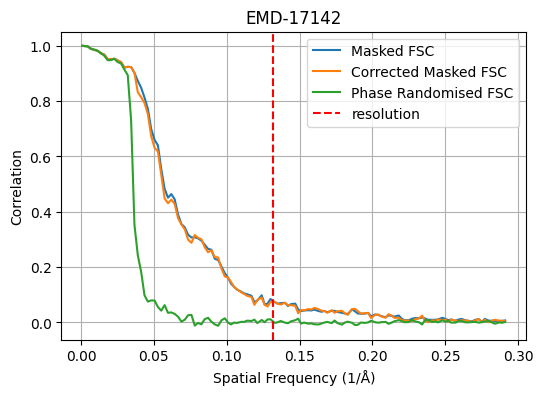 EMD-17142
Masked FSC
Corrected Masked FSC
Phase Randomised FSC
resolution
Correlation
1.0
0.8
0.6
0.4
0.2
0.0
0.00 0.05 0.10 0.15 0.20 0.25 0.30
Spatial Frequency (1/Å)